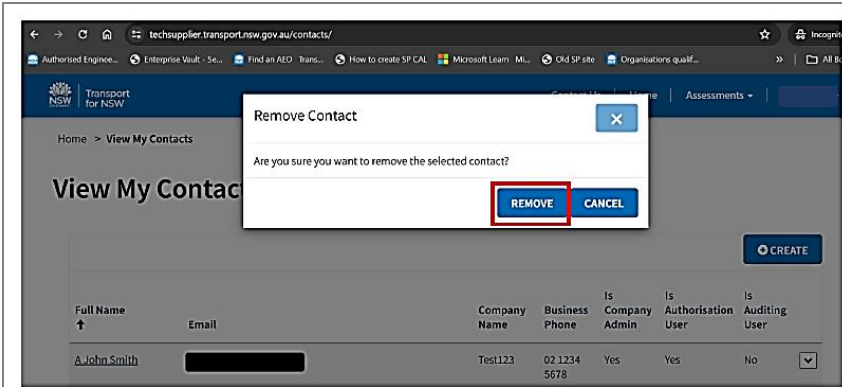 techsupplier.transport.nsw.gov.au/contacts/ Incognit
Authorised Enginee... Enterprise Vault - Se... Find an AEO Trans... How to create SP CAL Microsoft Learn Mi... Old SP site Organisations qualif... » All Bo
NSW Transport for NSW Contact Us Home Assessments
Remove Contact
Home > View My Contacts
Are you sure you want to remove the selected contact?
View My Contac
REMOVE CANCEL
CREATE
Full Name Email Company Name Business Phone Is Company Admin Is Authorisation User Is Auditing User
A John Smith Test123 02 1234 5678 Yes Yes No